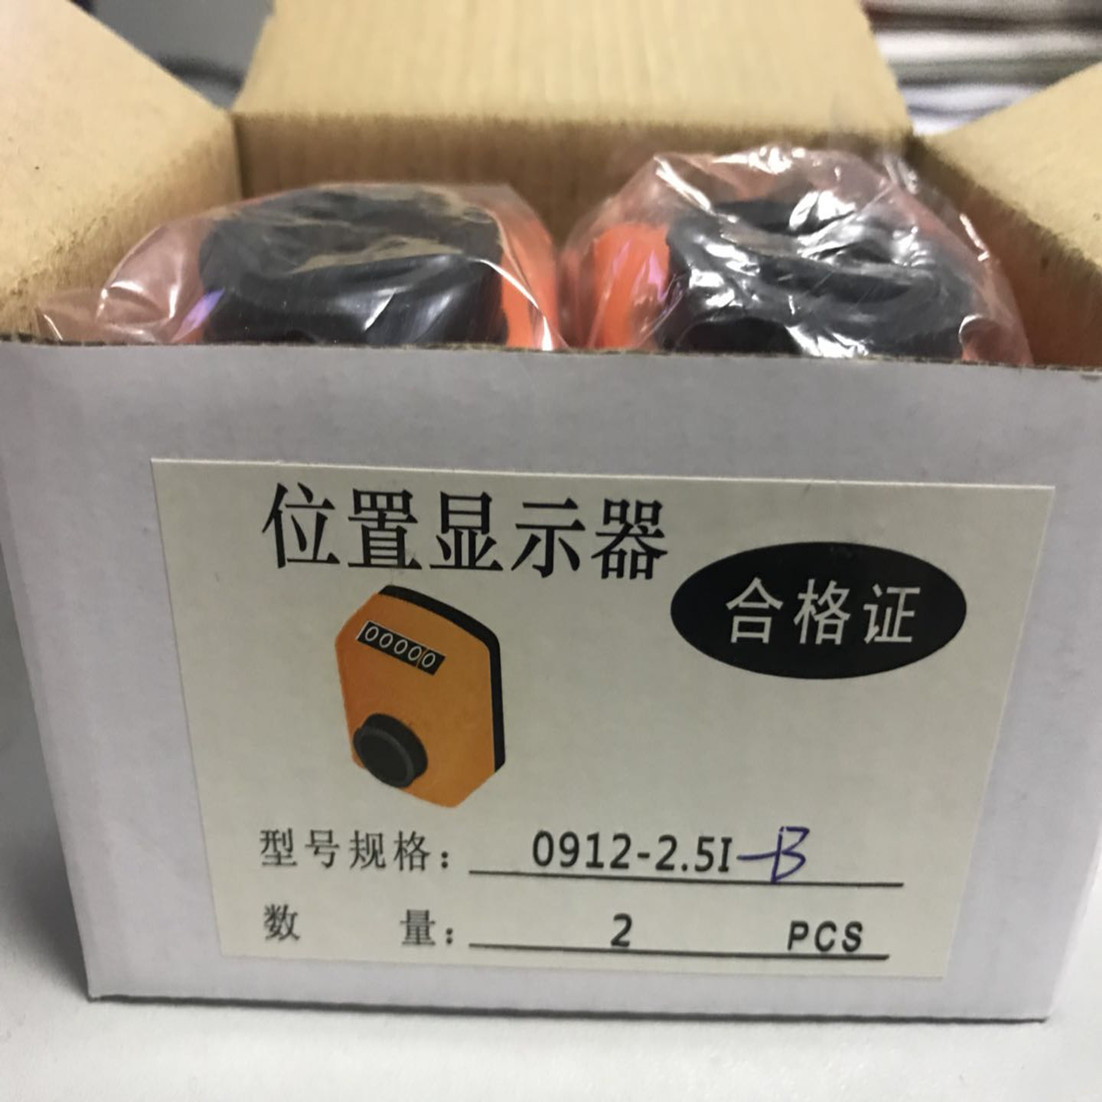 位置显示器
合格证
00000
型号规格： 0912-2.5I-B
数 量： 2 PCS